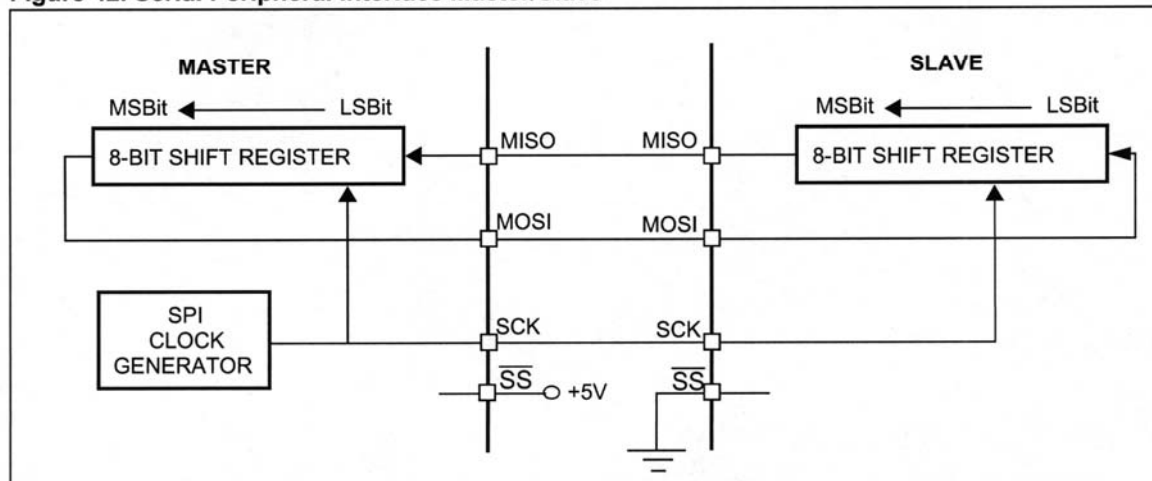 MASTER
MSBit LSBit
8-BIT SHIFT REGISTER
SPI
CLOCK
GENERATOR
MISO MISO
MOSI MOSI
SCK SCK
SS +5V SS
SLAVE
MSBit LSBit
8-BIT SHIFT REGISTER